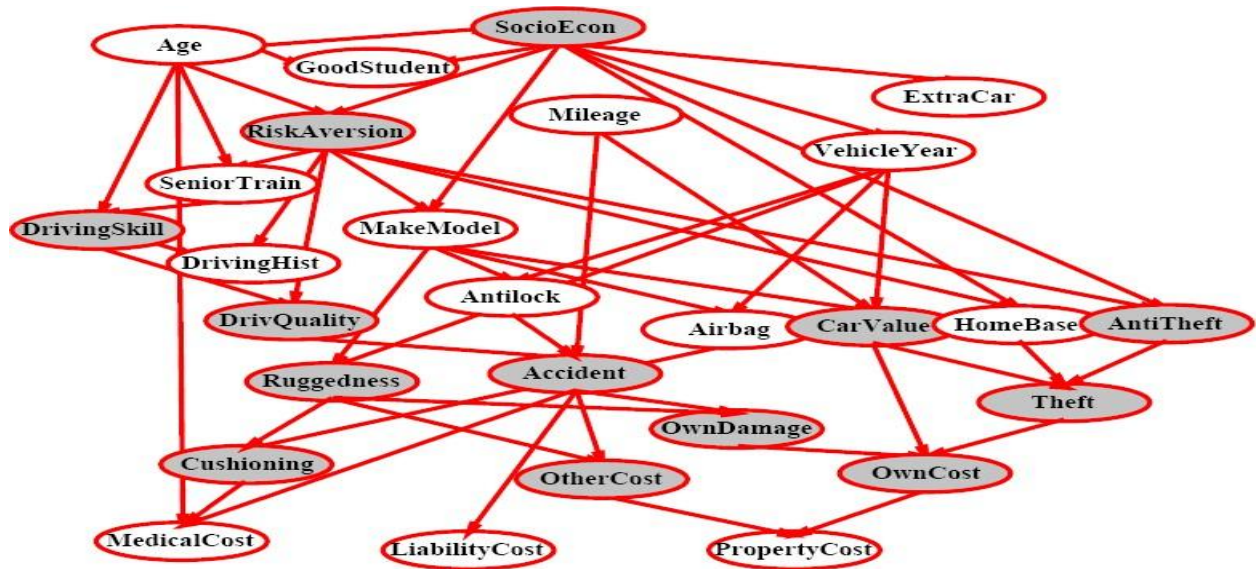 SocioEcon
Age
GoodStudent
ExtraCar
Mileage
RiskAversion
VehicleYear
SeniorTrain
DrivingSkill
MakeModel
DrivingHist
Antilock
DrivQuality
Airbag
CarValue
HomeBase
AntiTheft
Ruggedness
Accident
Theft
OwnDamage
Cushioning
OtherCost
OwnCost
MedicalCost
LiabilityCost
PropertyCost